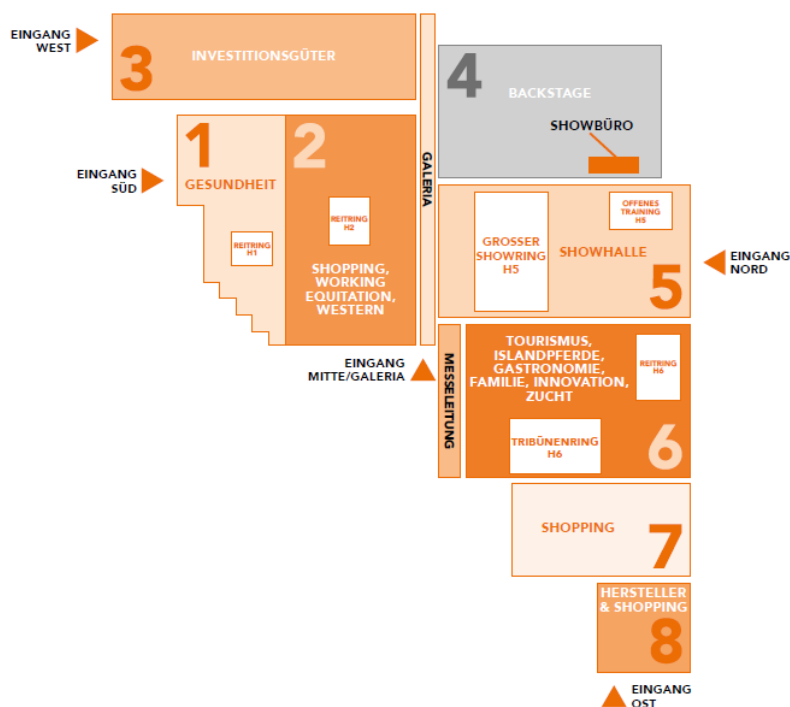 EINGANG
WEST
3
INVESTITIONSGÜTER
4
BACKSTAGE
SHOWBÜRO
1
GESUNDHEIT
REITRING
H1
EINGANG
SÜD
2
REITRING
H2
SHOPPING,
WORKING
EQUITATION,
WESTERN
GALERIA
GROSSER
SHOWRING
H5
OFFENES
TRAINING
H5
SHOWHALLE
5
EINGANG
NORD
EINGANG
MITTE/GALERIA
MESSELEITUNG
TOURISMUS,
ISLANDPFERDE,
GASTRONOMIE,
FAMILIE, INNOVATION,
ZUCHT
REITRING
H6
TRIBÜNENRING
H6
6
SHOPPING
7
HERSTELLER
& SHOPPING
8
EINGANG
OST